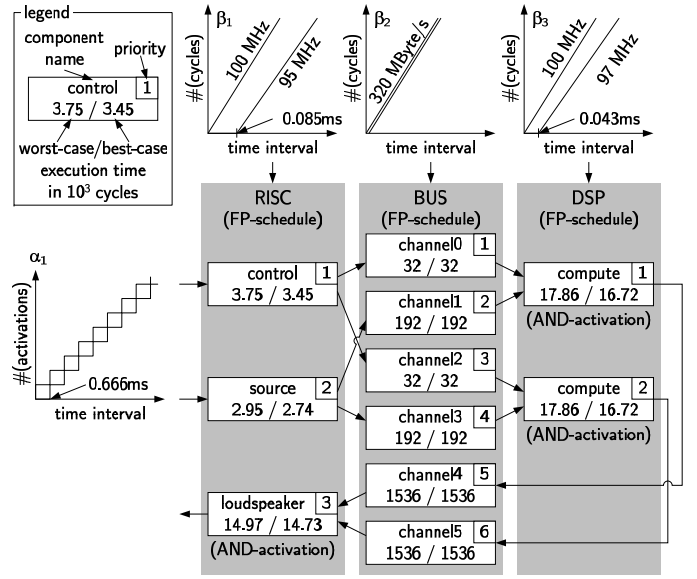 legend
component
name
priority
control
1
3.75 / 3.45
worst-case/best-case
execution time
in 10³ cycles
#(cycles)
β₁
100 MHz
95 MHz
0.085ms
time interval
#(cycles)
β₂
320 MByte/s
time interval
#(cycles)
β₃
100 MHz
97 MHz
0.043ms
time interval
RISC
(FP-schedule)
BUS
(FP-schedule)
DSP
(FP-schedule)
α₁
#(activations)
0.666ms
time interval
control
1
3.75 / 3.45
source
2
2.95 / 2.74
loudspeaker
3
14.97 / 14.73
(AND-activation)
channel0
1
32 / 32
channel1
2
192 / 192
channel2
3
32 / 32
channel3
4
192 / 192
channel4
5
1536 / 1536
channel5
6
1536 / 1536
compute
1
17.86 / 16.72
(AND-activation)
compute
2
17.86 / 16.72
(AND-activation)